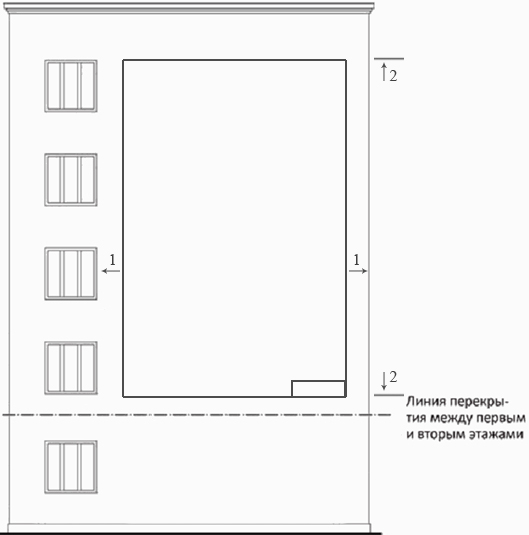 2
1
1
2
Линия перекры-
тия между первым
и вторым этажами